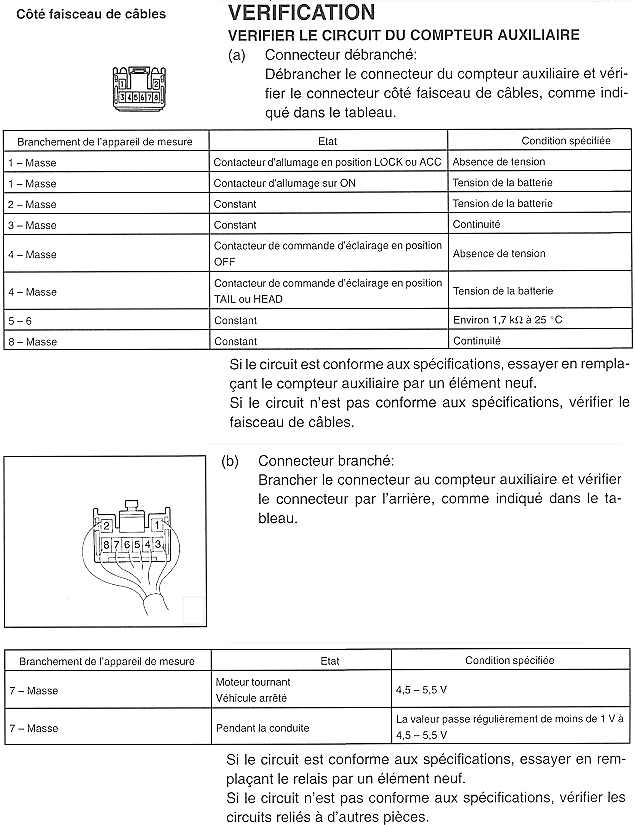 Côté faisceau de câbles
1 2
3 4 5 6 7 8
VERIFICATION
VERIFIER LE CIRCUIT DU COMPTEUR AUXILIAIRE
(a) Connecteur débranché:
Débrancher le connecteur du compteur auxiliaire et véri-
fier le connecteur côté faisceau de câbles, comme indi-
qué dans le tableau.
Branchement de l'appareil de mesure Etat Condition spécifiée
1 – Masse Contacteur d'allumage en position LOCK ou ACC Absence de tension
1 – Masse Contacteur d'allumage sur ON Tension de la batterie
2 – Masse Constant Tension de la batterie
3 – Masse Constant Continuité
4 – Masse Contacteur de commande d'éclairage en position
OFF Absence de tension
4 – Masse Contacteur de commande d'éclairage en position
TAIL ou HEAD Tension de la batterie
5 – 6 Constant Environ 1,7 kΩ à 25 °C
8 – Masse Constant Continuité
Si le circuit est conforme aux spécifications, essayer en rempla-
çant le compteur auxiliaire par un élément neuf.
Si le circuit n'est pas conforme aux spécifications, vérifier le
faisceau de câbles.
(b) Connecteur branché:
Brancher le connecteur au compteur auxiliaire et vérifier
le connecteur par l'arrière, comme indiqué dans le ta-
bleau.
2 1
8 7 6 5 4 3
Branchement de l'appareil de mesure Etat Condition spécifiée
7 – Masse Moteur tournant
Véhicule arrêté 4,5 – 5,5 V
7 – Masse Pendant la conduite La valeur passe régulièrement de moins de 1 V à
4,5 – 5,5 V
Si le circuit est conforme aux spécifications, essayer en rem-
plaçant le relais par un élément neuf.
Si le circuit n'est pas conforme aux spécifications, vérifier les
circuits reliés à d'autres pièces.